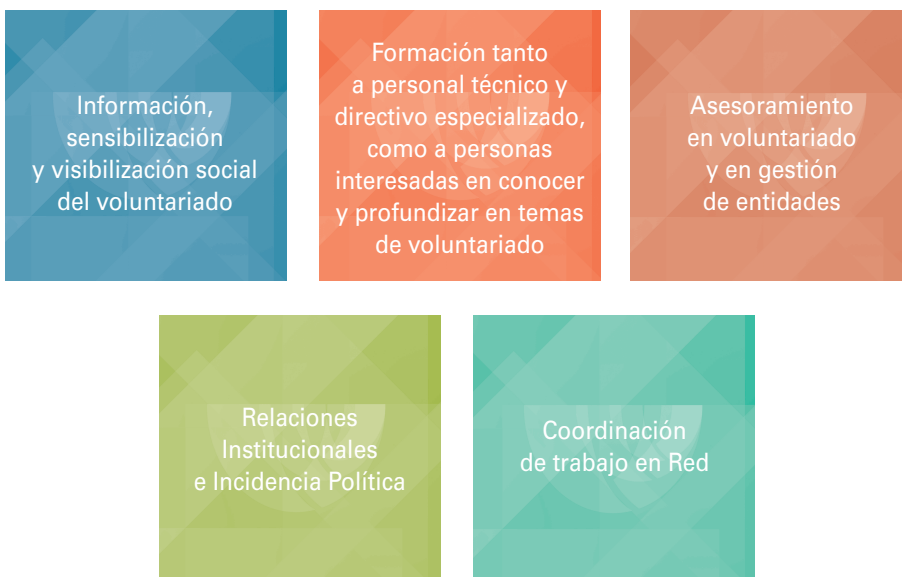 Información,
sensibilización
y visibilización social
del voluntariado
Formación tanto
a personal técnico y
directivo especializado,
como a personas
interesadas en conocer
y profundizar en temas
de voluntariado
Asesoramiento
en voluntariado
y en gestión
de entidades
Relaciones
Institucionales
e Incidencia Política
Coordinación
de trabajo en Red